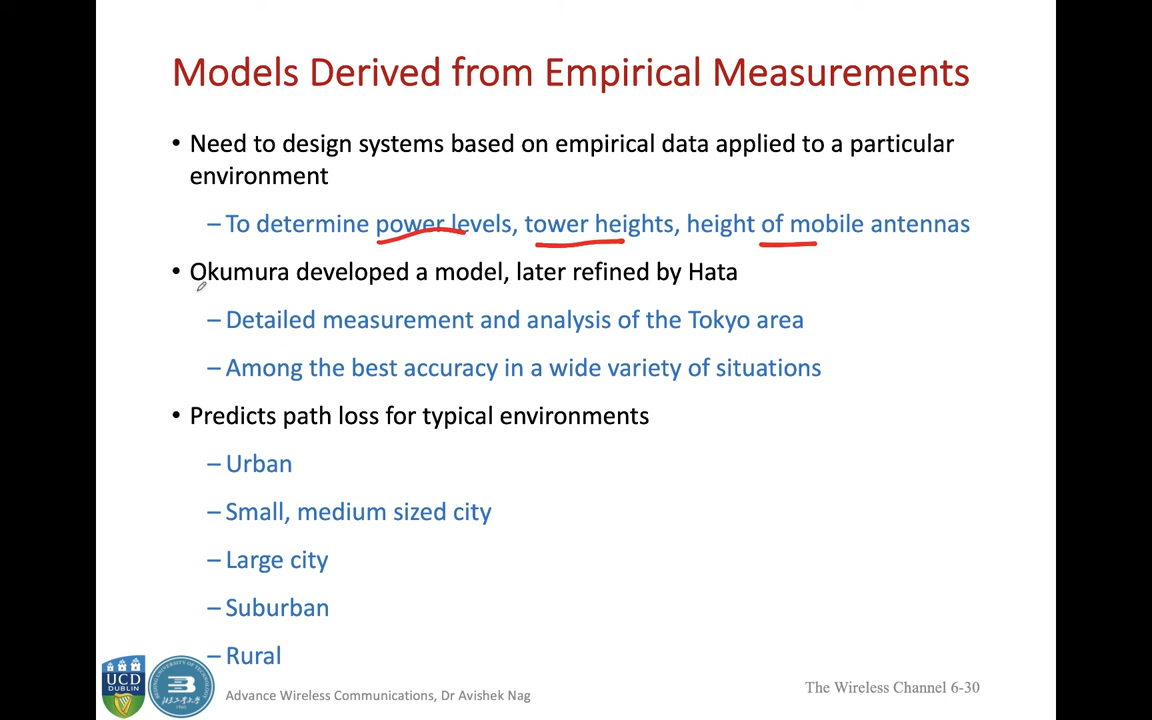 Models Derived from Empirical Measurements
• Need to design systems based on empirical data applied to a particular
environment
– To determine power levels, tower heights, height of mobile antennas
• Okumura developed a model, later refined by Hata
– Detailed measurement and analysis of the Tokyo area
– Among the best accuracy in a wide variety of situations
• Predicts path loss for typical environments
– Urban
– Small, medium sized city
– Large city
– Suburban
– Rural
UCD
DUBLIN
Advance Wireless Communications, Dr Avishek Nag
The Wireless Channel 6-30